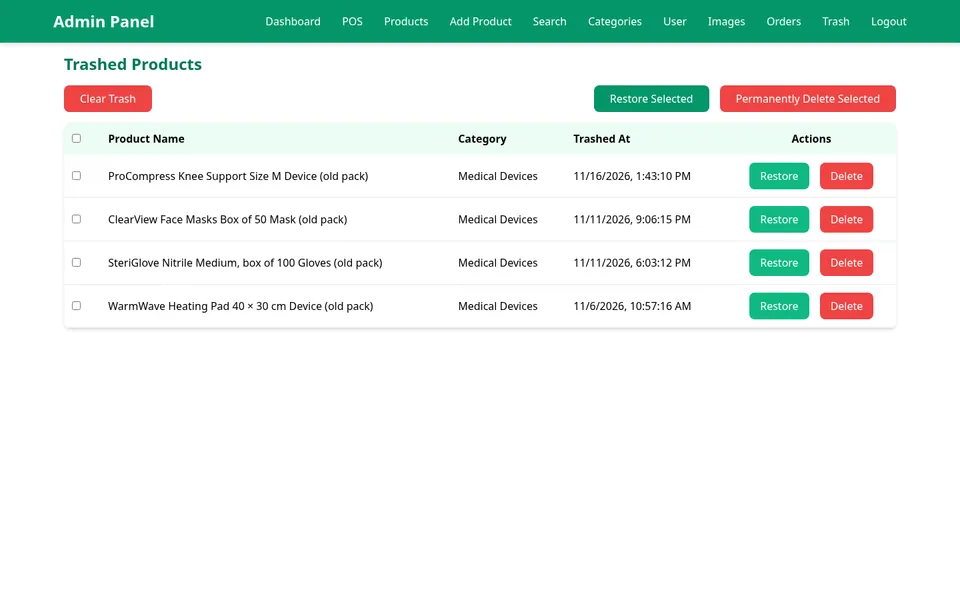 Admin Panel Dashboard POS Products Add Product Search Categories User Images Orders Trash Logout
Trashed Products
Clear Trash Restore Selected Permanently Delete Selected
Product Name Category Trashed At Actions
ProCompress Knee Support Size M Device (old pack) Medical Devices 11/16/2026, 1:43:10 PM Restore Delete
ClearView Face Masks Box of 50 Mask (old pack) Medical Devices 11/11/2026, 9:06:15 PM Restore Delete
SteriGlove Nitrile Medium, box of 100 Gloves (old pack) Medical Devices 11/11/2026, 6:03:12 PM Restore Delete
WarmWave Heating Pad 40 × 30 cm Device (old pack) Medical Devices 11/6/2026, 10:57:16 AM Restore Delete